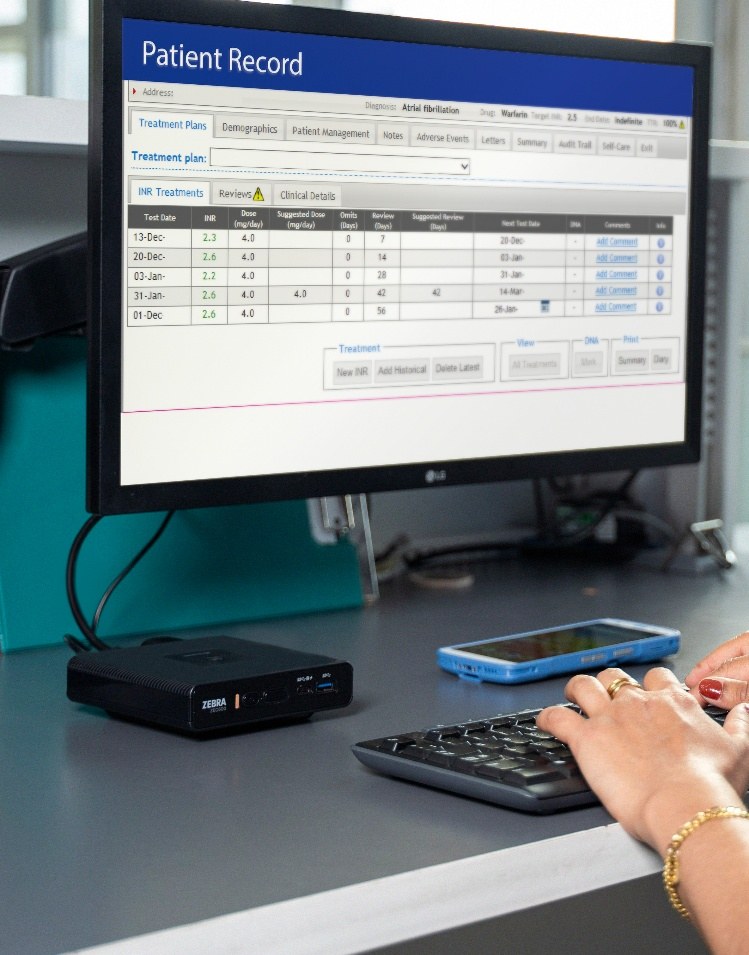 Patient Record
Address:
Diagnosis: Atrial fibrillation Drug: Warfarin Target INR: 2.5 End Date: Indefinite TTR: 100%
Treatment Plans Demographics Patient Management Notes Adverse Events Letters Summary Audit Trail Self-Care Exit
Treatment plan:
INR Treatments Reviews Clinical Details
Test Date INR Dose (mg/day) Suggested Dose (mg/day) Omits (Days) Review (Days) Suggested Review (Days) Next Test Date DNA Comments Info
13-Dec- 2.3 4.0 0 7 20-Dec- - Add Comment
20-Dec- 2.6 4.0 0 14 03-Jan- - Add Comment
03-Jan- 2.2 4.0 0 28 31-Jan- - Add Comment
31-Jan- 2.6 4.0 4.0 0 42 42 14-Mar- - Add Comment
01-Dec 2.6 4.0 0 56 26-Jan- - Add Comment
Treatment View DNA Print
New INR Add Historical Delete Latest All Treatments Mark Summary Diary
LG
ZEBRA